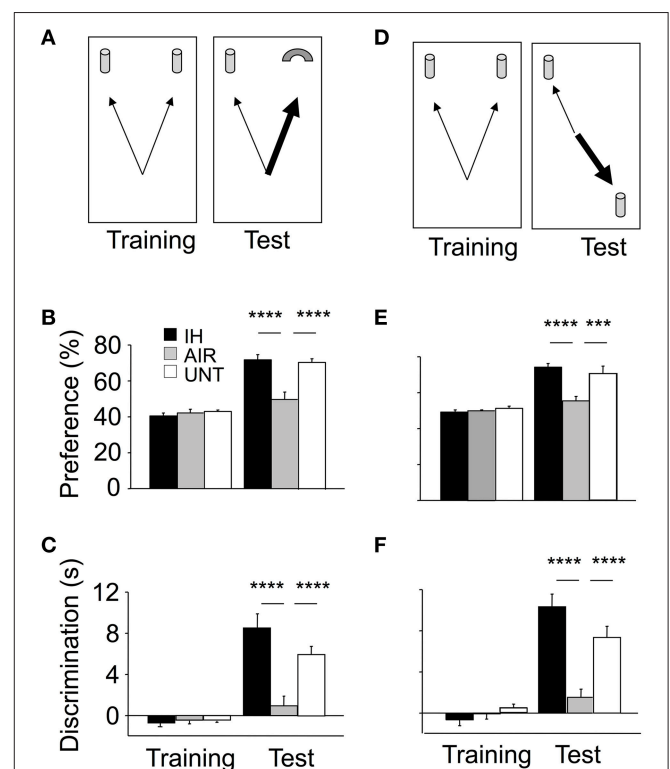 A
D
Training
Test
Training
Test
B
**** ****
E
**** ***
IH
AIR
UNT
Preference (%)
80
60
40
20
0
C
**** ****
F
**** ****
Discrimination (s)
12
8
4
0
Training
Test
Training
Test